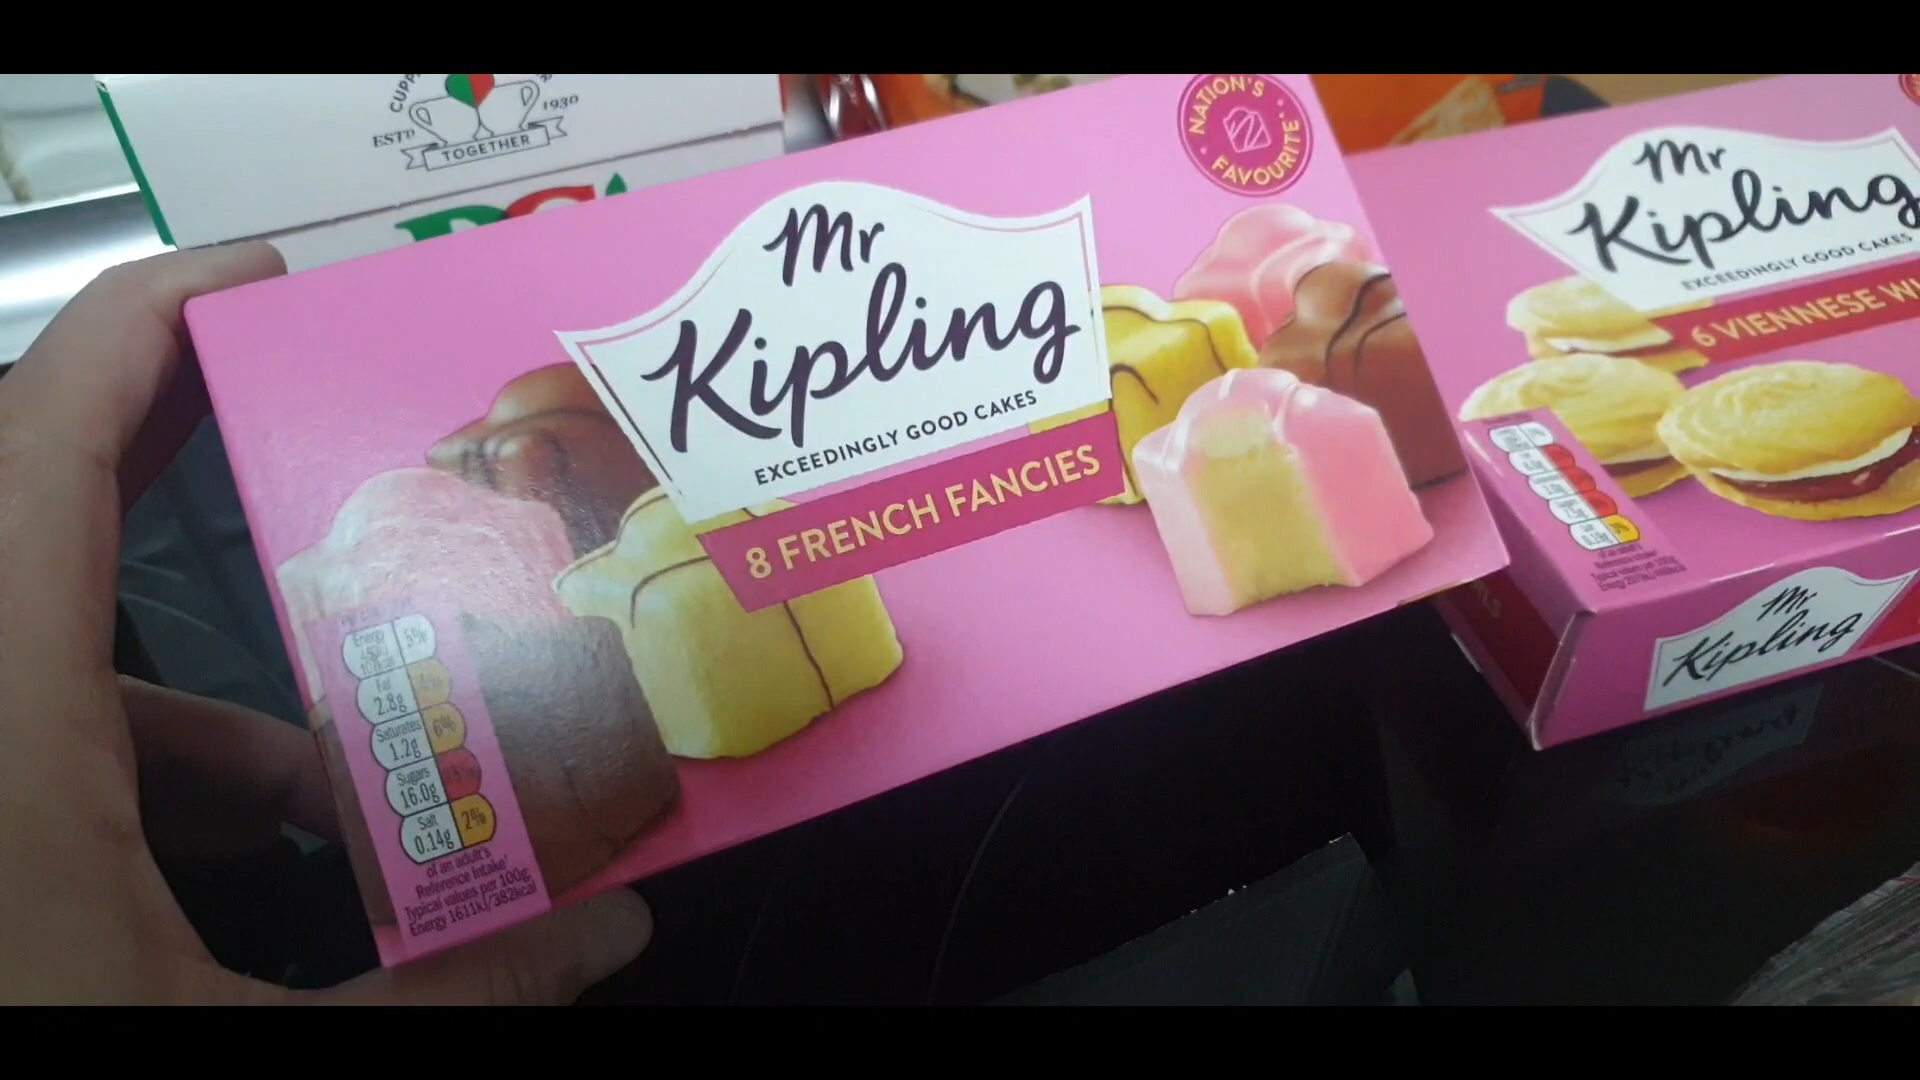 CUPP
ESTD 1930
TOGETHER
NATION'S
FAVOURITE
Mr
Kipling
EXCEEDINGLY GOOD CAKES
8 FRENCH FANCIES
Energy
5%
Fat
2.8g
4%
Saturates
1.2g
6%
Sugars
16.0g
Salt
0.14g
2%
of an adult's
Reference Intake
Typical values per 100g
Energy 1611kJ/382kcal
Mr
Kipling
EXCEEDINGLY GOOD CAKES
6 VIENNESE WI
Mr
Kipling